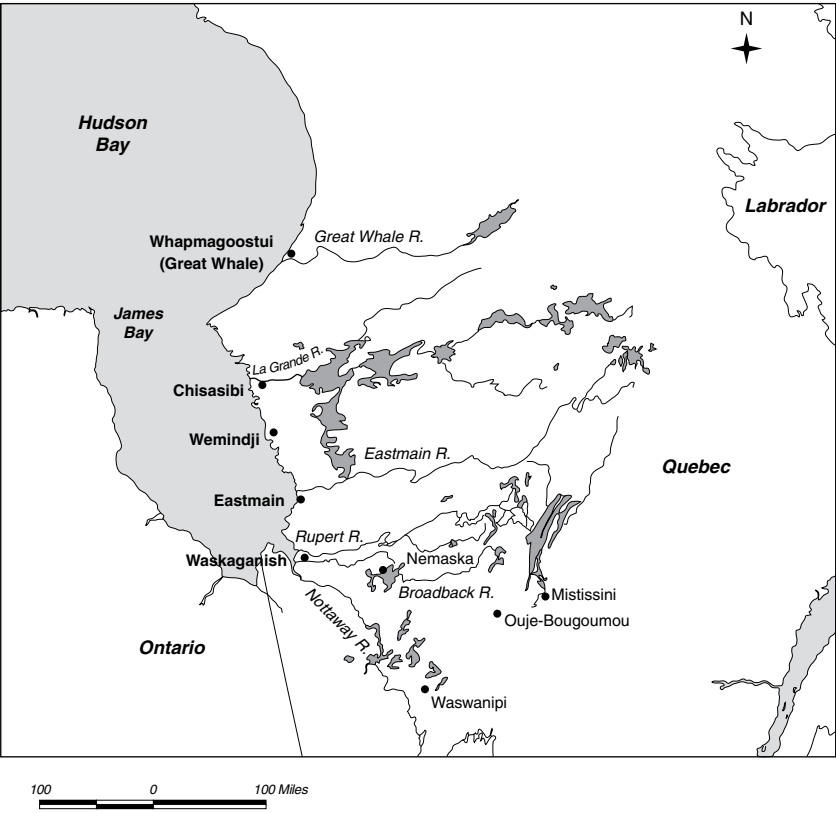 N
Hudson
Bay
Labrador
Whapmagoostui
(Great Whale)
Great Whale R.
James
Bay
La Grande R.
Chisasibi
Wemindji
Eastmain R.
Quebec
Eastmain
Rupert R.
Waskaganish
Nemaska
Broadback R.
Mistissini
Nottaway R.
Ouje-Bougoumou
Ontario
Waswanipi
100 0 100 Miles